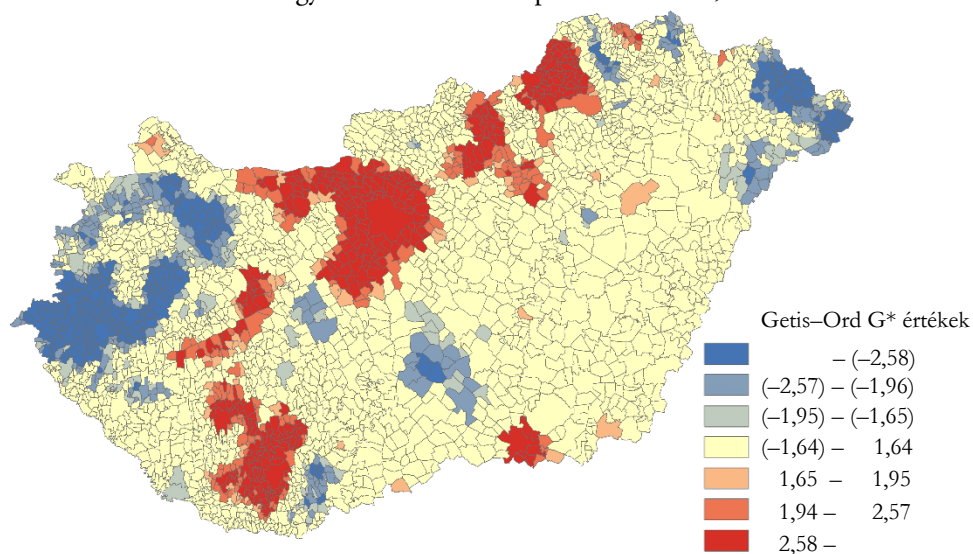 Getis–Ord G* értékek
– (–2,58)
(–2,57) – (–1,96)
(–1,95) – (–1,65)
(–1,64) – 1,64
1,65 – 1,95
1,94 – 2,57
2,58 –